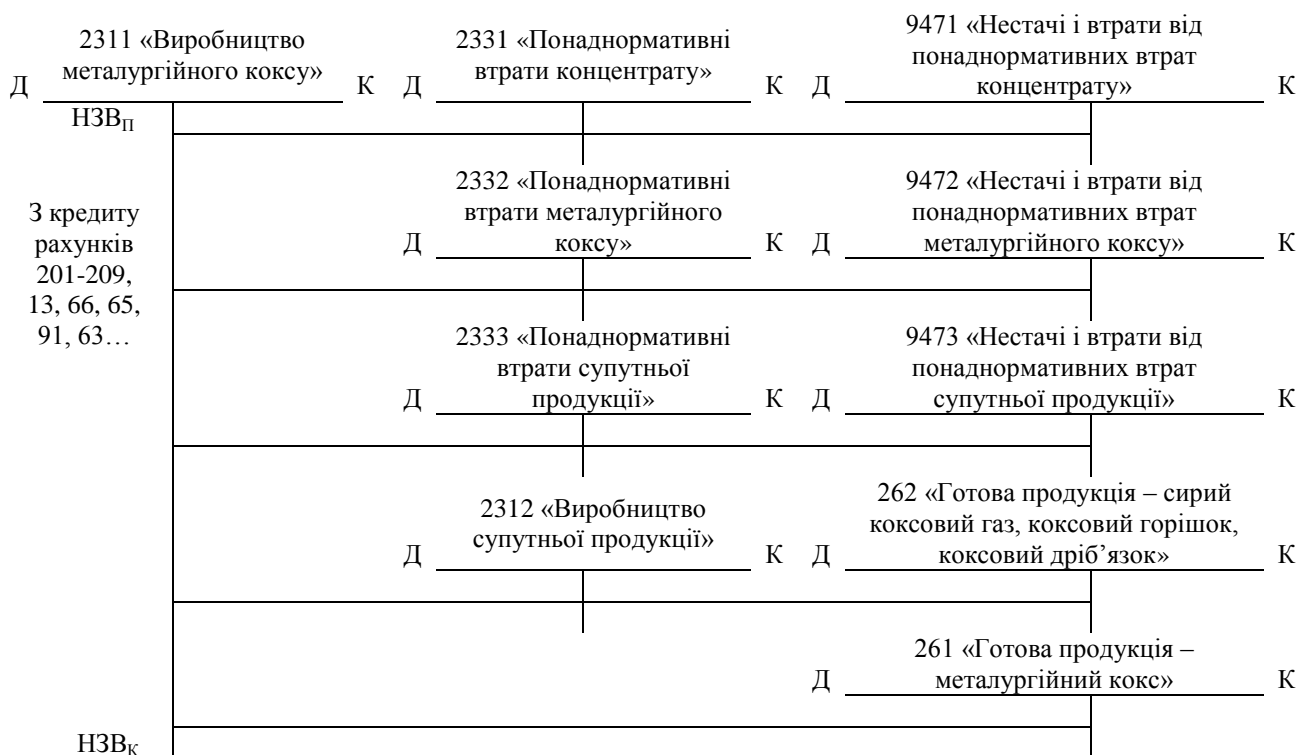 2311 «Виробництво
металургійного коксу»
Д К
НЗВП
2331 «Понаднормативні
втрати концентрату»
Д К
9471 «Нестачі і втрати від
понаднормативних втрат
концентрату»
Д К
З кредиту
рахунків
201-209,
13, 66, 65,
91, 63…
2332 «Понаднормативні
втрати металургійного
коксу»
Д К
9472 «Нестачі і втрати від
понаднормативних втрат
металургійного коксу»
Д К
2333 «Понаднормативні
втрати супутньої
продукції»
Д К
9473 «Нестачі і втрати від
понаднормативних втрат
супутньої продукції»
Д К
2312 «Виробництво
супутньої продукції»
Д К
262 «Готова продукція – сирий
коксовий газ, коксовий горішок,
коксовий дріб’язок»
Д К
261 «Готова продукція –
металургійний кокс»
Д К
НЗВК